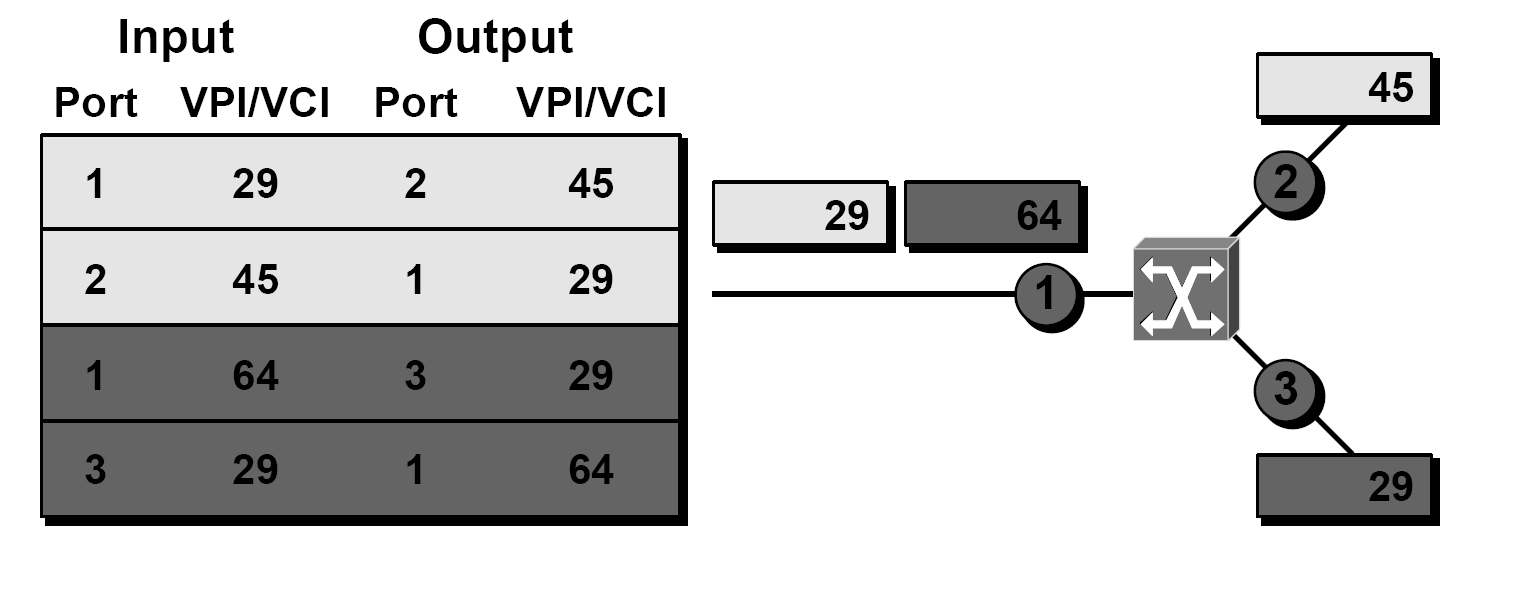 Input Output
Port VPI/VCI Port VPI/VCI
1 29 2 45
2 45 1 29
1 64 3 29
3 29 1 64
29 64
1
45
2
3
29